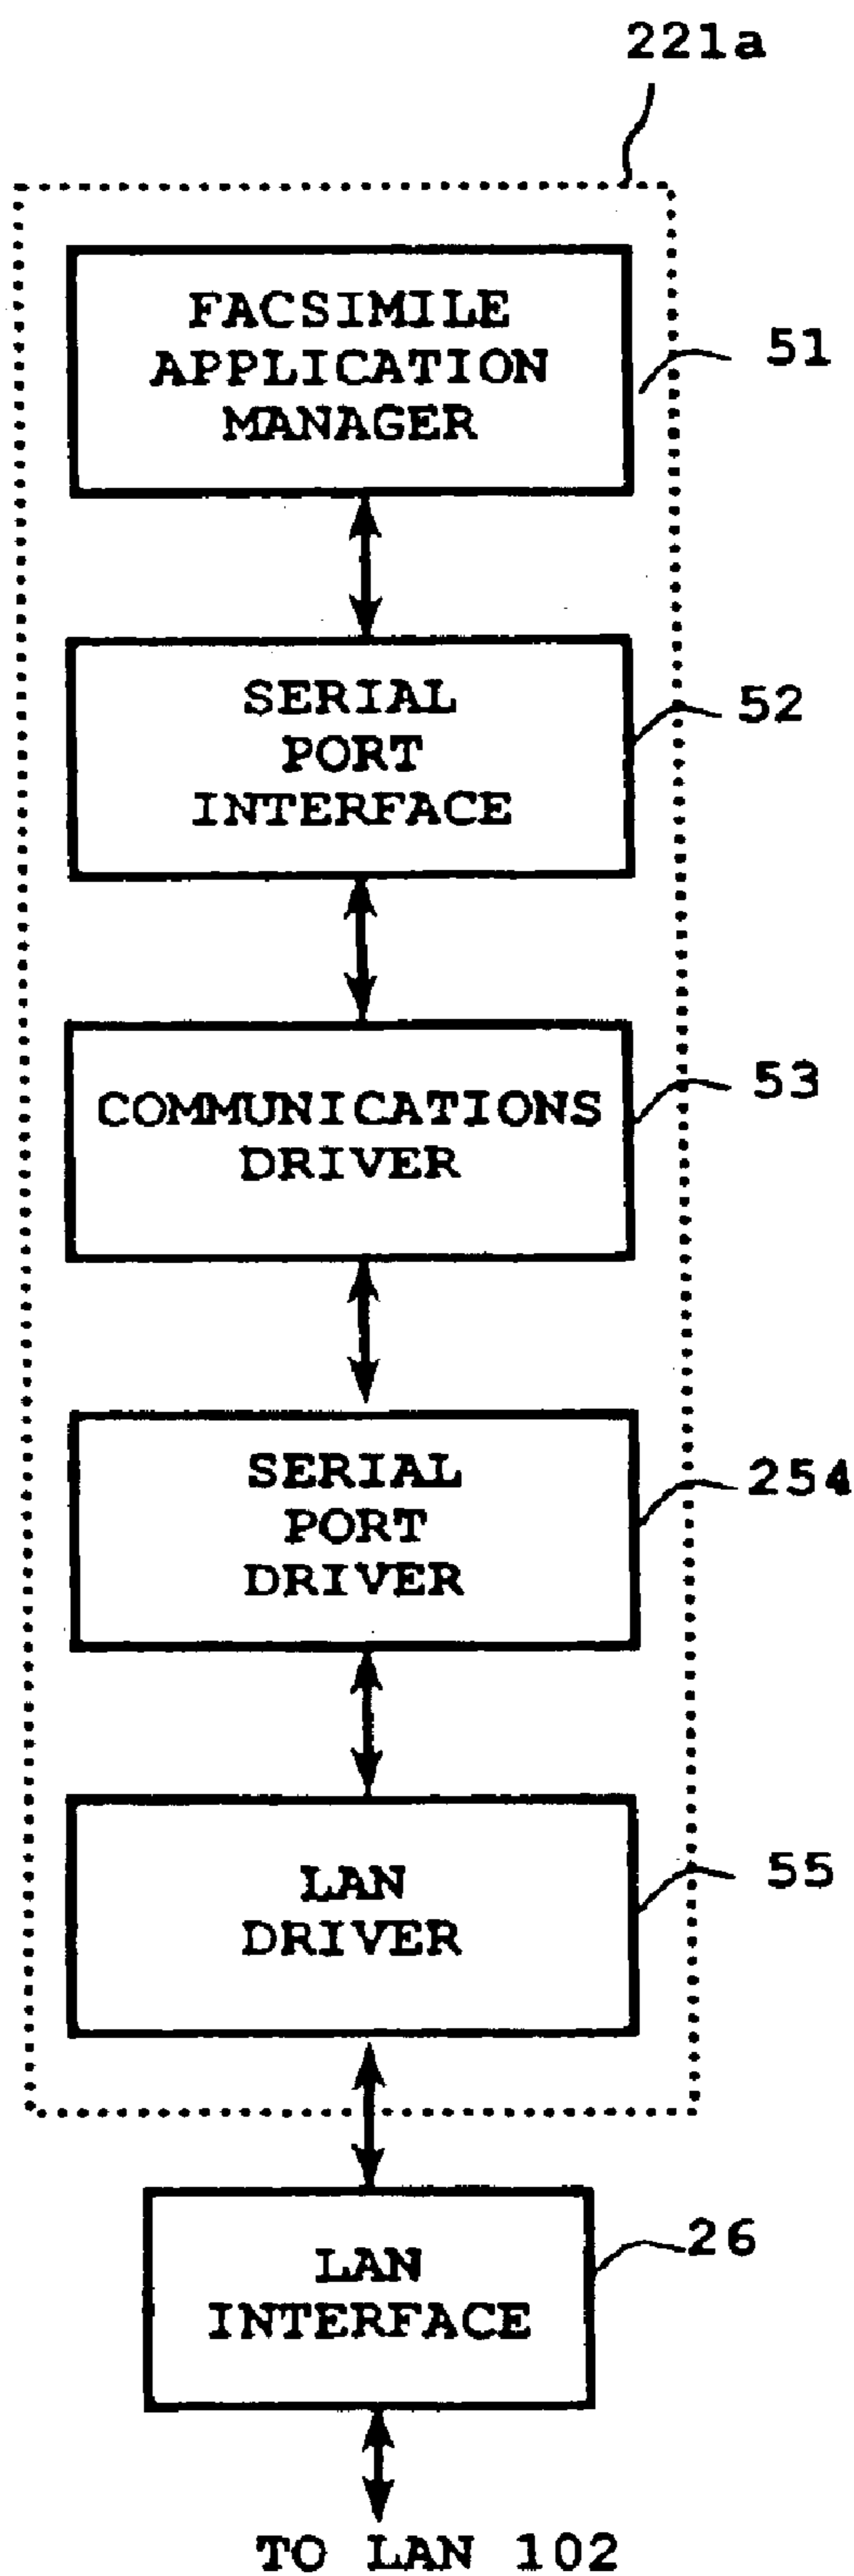 221a
FACSIMILE
APPLICATION
MANAGER
51
SERIAL
PORT
INTERFACE
52
COMMUNICATIONS
DRIVER
53
SERIAL
PORT
DRIVER
254
LAN
DRIVER
55
LAN
INTERFACE
26
TO LAN 102